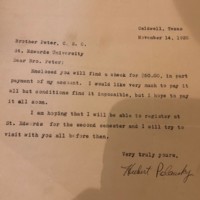 Caldwell, Texas
November 14, 1930
Brother Peter, C. S. C.
St. Edwards University
Dear Bro. Peter:
Enclosed you will find a check for in part
payment of my account. I would like very much to pay it
all but conditions find it impossible, but I hope to pay
it all soon.
I am hoping that I will be able to register at
St. Edwards for the second semester and I will try to
visit with you all before then.
Very truly yours,